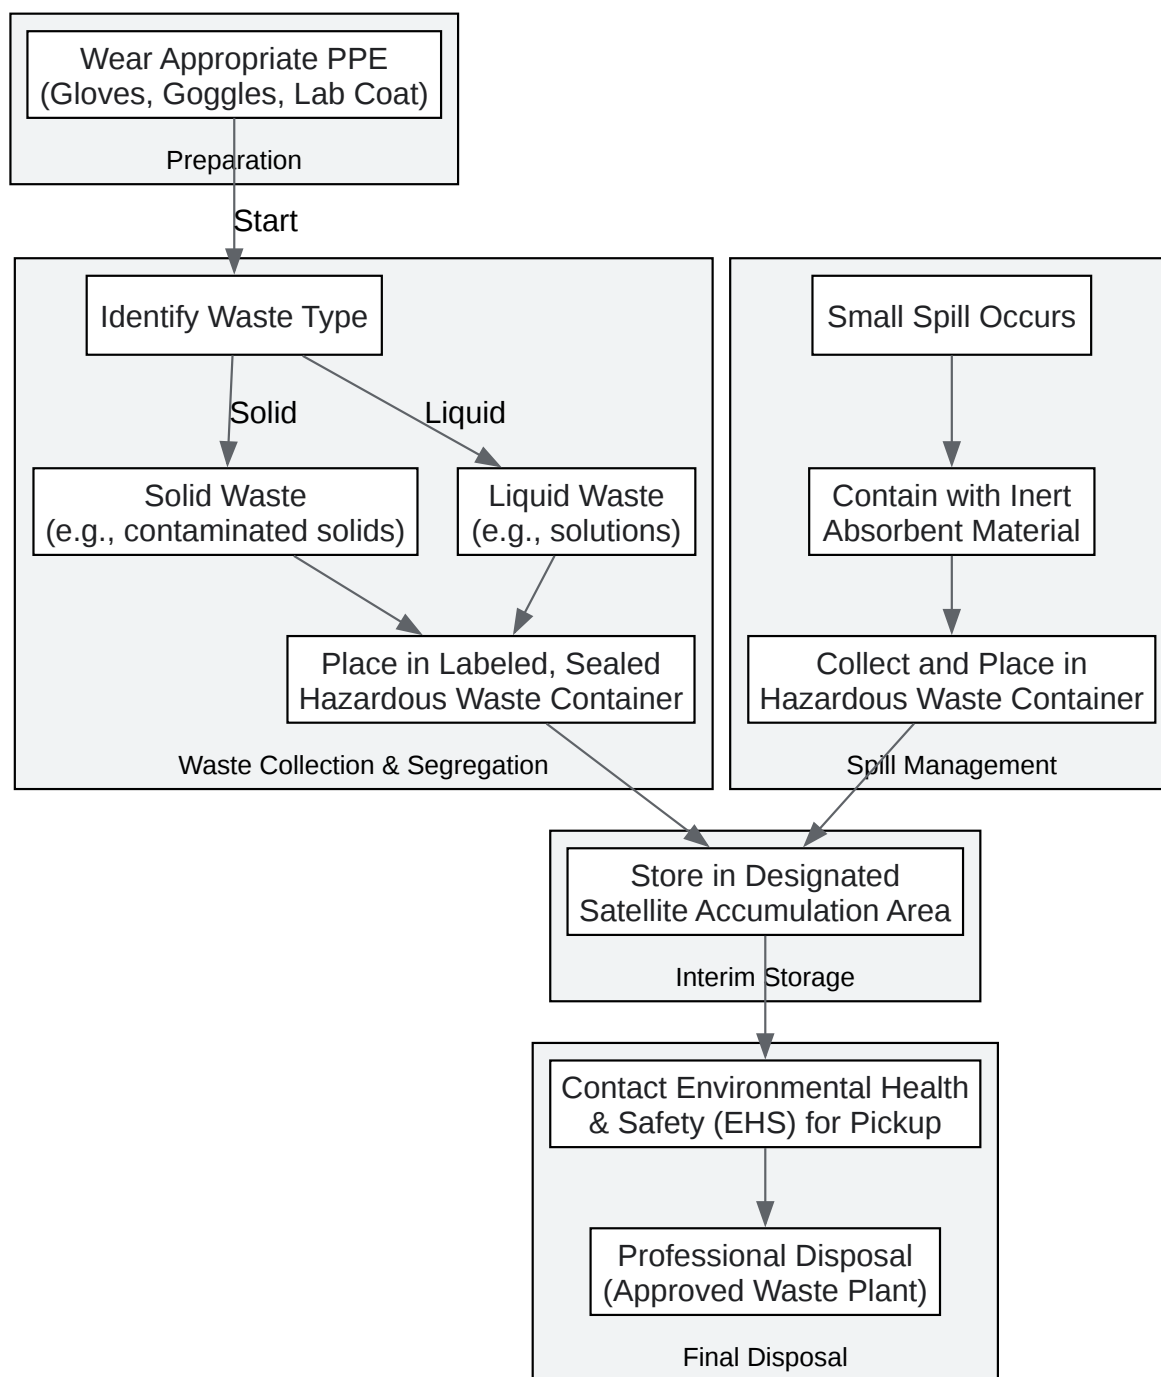 Wear Appropriate PPE
(Gloves, Goggles, Lab Coat)
Preparation
Start
Identify Waste Type
Solid
Liquid
Solid Waste
(e.g., contaminated solids)
Liquid Waste
(e.g., solutions)
Place in Labeled, Sealed
Hazardous Waste Container
Waste Collection & Segregation
Small Spill Occurs
Contain with Inert
Absorbent Material
Collect and Place in
Hazardous Waste Container
Spill Management
Store in Designated
Satellite Accumulation Area
Interim Storage
Contact Environmental Health
& Safety (EHS) for Pickup
Professional Disposal
(Approved Waste Plant)
Final Disposal